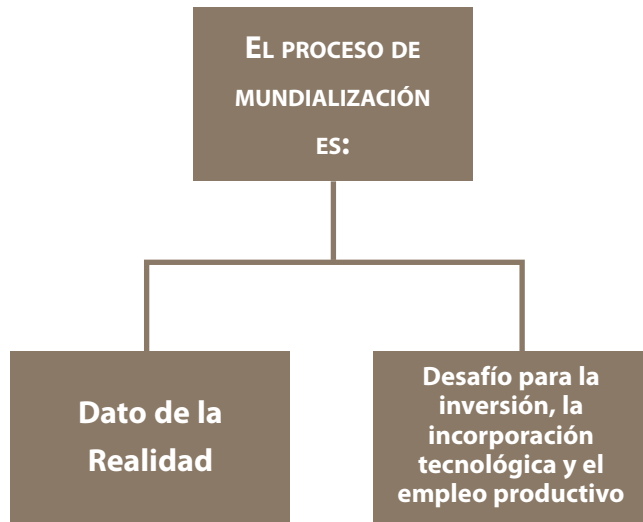 EL PROCESO DE
MUNDIALIZACIÓN
ES:
Dato de la
Realidad
Desafío para la
inversión, la
incorporación
tecnológica y el
empleo productivo